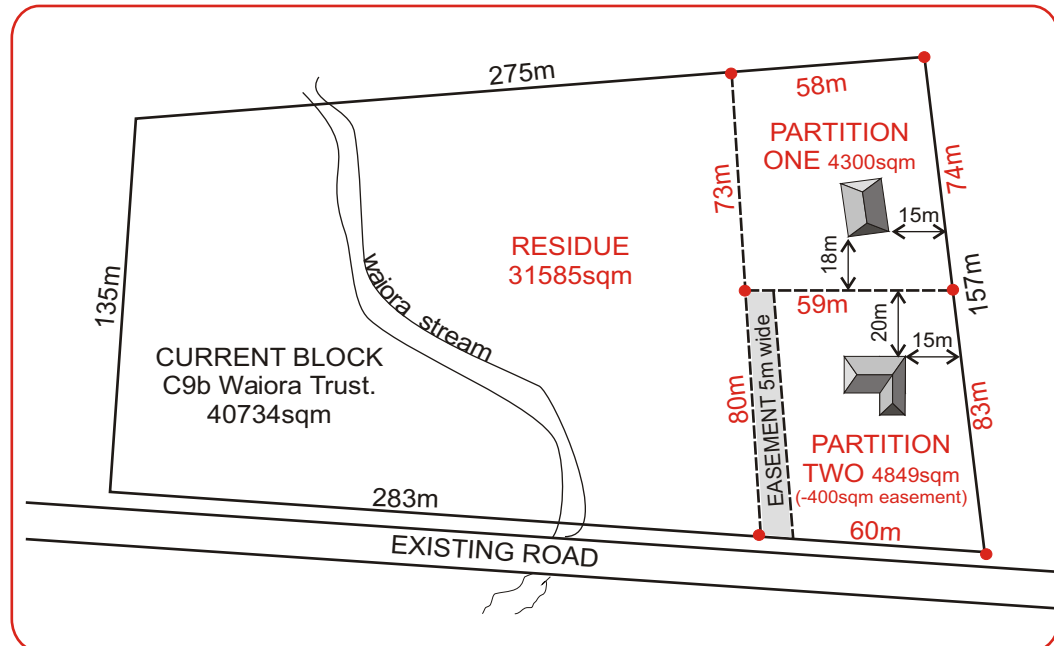 275m
58m
PARTITION
ONE 4300sqm
74m
73m
15m
18m
RESIDUE
31585sqm
135m
waiora stream
157m
59m
20m
15m
CURRENT BLOCK
C9b Waiora Trust.
40734sqm
EASEMENT 5m wide
80m
83m
PARTITION
TWO 4849sqm
(-400sqm easement)
283m
60m
EXISTING ROAD